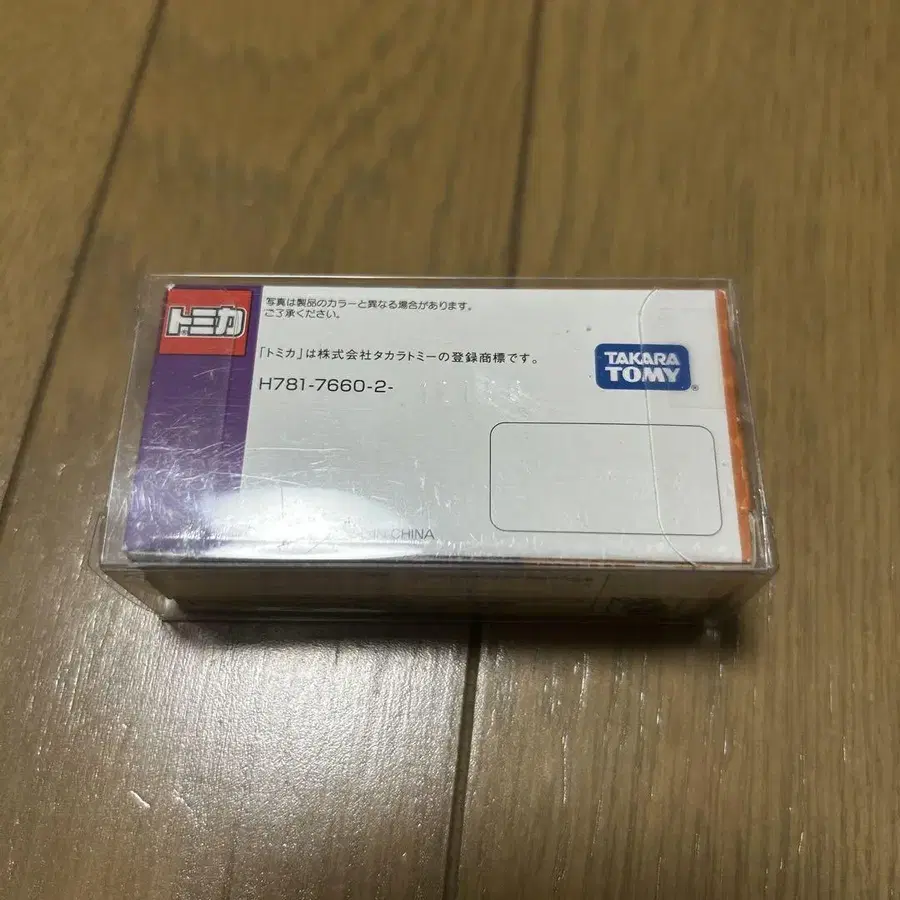 トミカ
写真は製品のカラーと異なる場合があります。
ご了承ください。
「トミカ」は株式会社タカラトミーの登録商標です。
TAKARA
TOMY
H781-7660-2-
IN CHINA